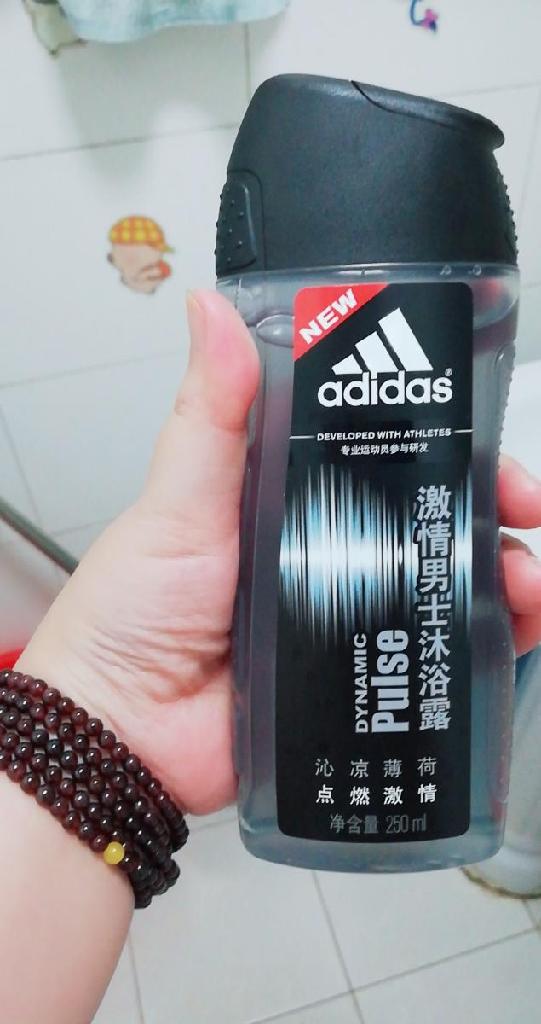 NEW
adidas®
DEVELOPED WITH ATHLETES
专业运动员参与研发
激情男士沐浴露
DYNAMIC
Pulse
沁凉薄荷
点燃激情
净含量 250ml